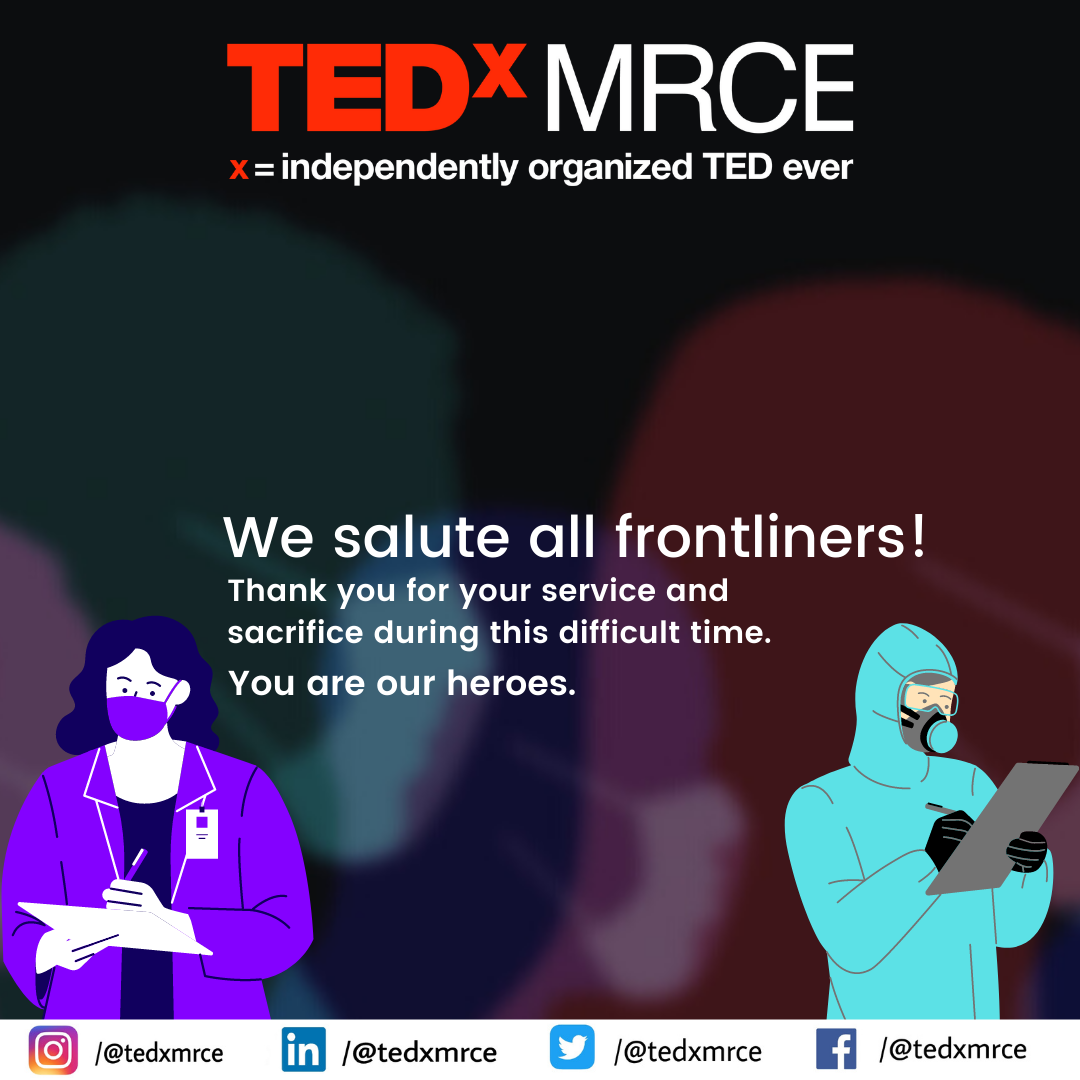 TEDx MRCE
x = independently organized TED ever
We salute all frontliners!
Thank you for your service and
sacrifice during this difficult time.
You are our heroes.
/@tedxmrce
in /@tedxmrce
/@tedxmrce
f /@tedxmrce